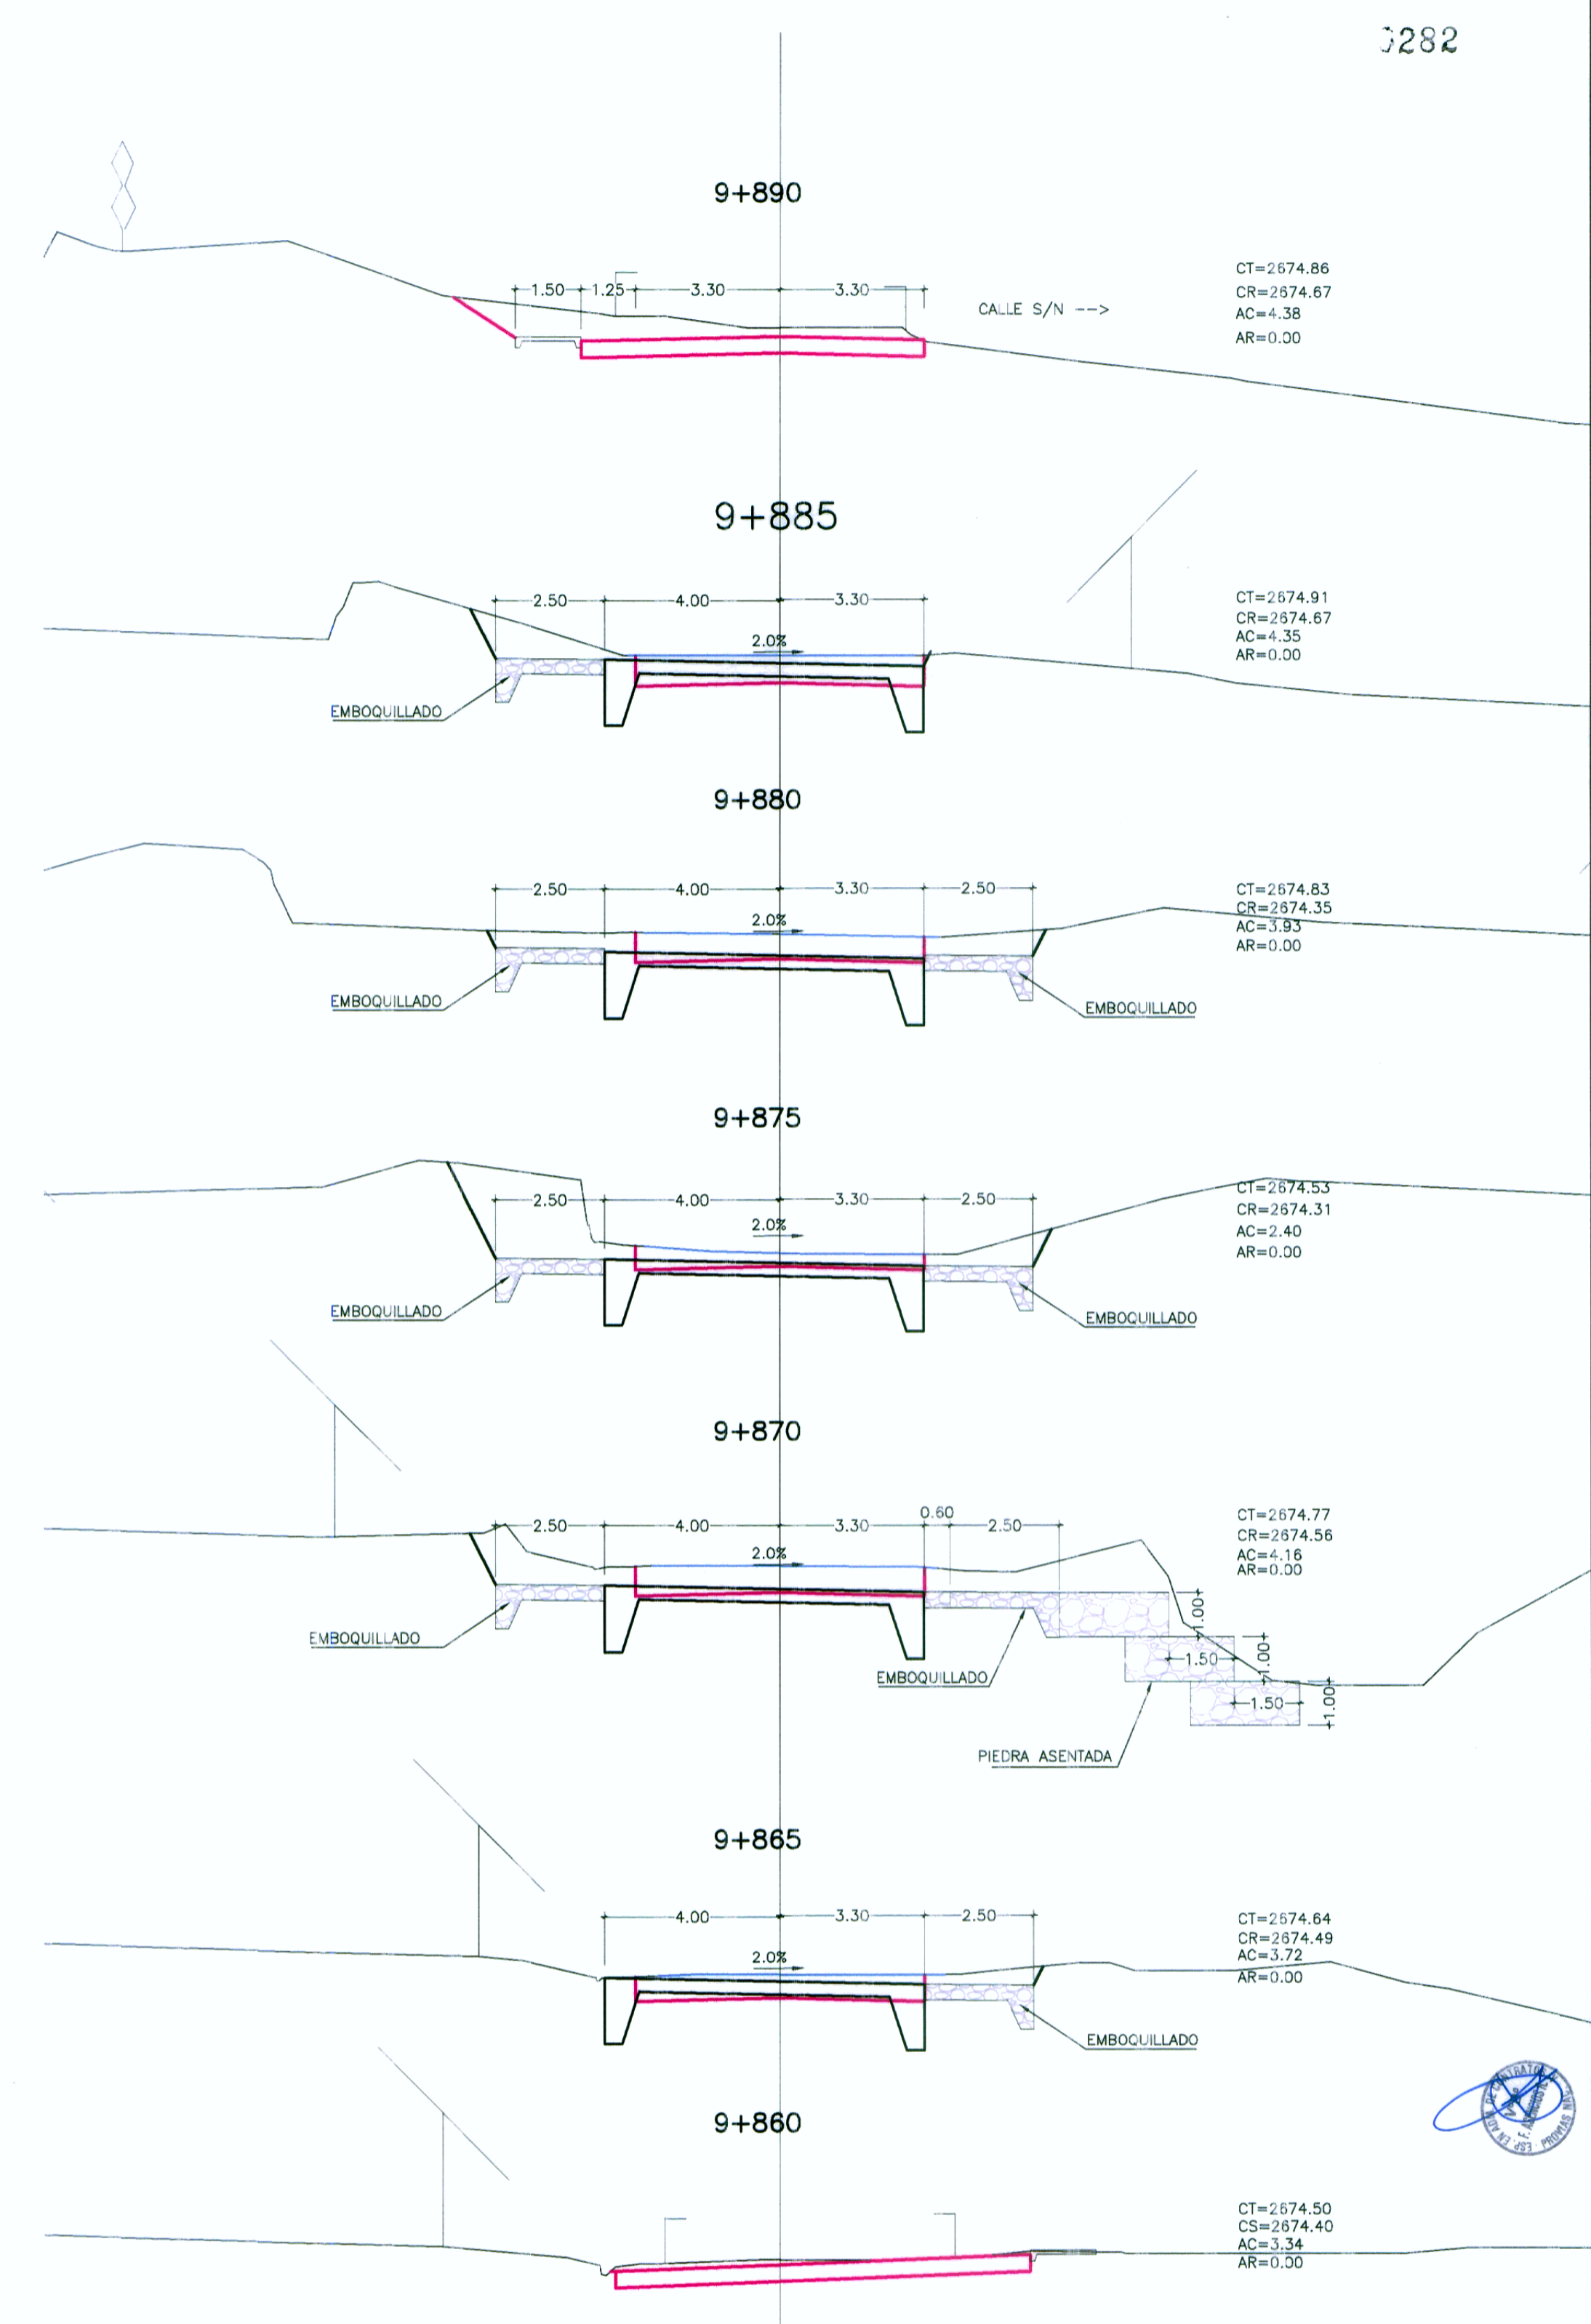 282
9+890
1.50 1.25 3.30 3.30
CALLE S/N -->
CT=2674.86
CR=2674.67
AC=4.38
AR=0.00
9+885
2.50 4.00 3.30
2.0%
EMBOQUILLADO
CT=2674.91
CR=2674.67
AC=4.35
AR=0.00
9+880
2.50 4.00 3.30 2.50
2.0%
EMBOQUILLADO
EMBOQUILLADO
CT=2674.83
CR=2674.35
AC=3.93
AR=0.00
9+875
2.50 4.00 3.30 2.50
2.0%
EMBOQUILLADO
EMBOQUILLADO
CT=2674.53
CR=2674.31
AC=2.40
AR=0.00
9+870
2.50 4.00 3.30 0.60 2.50
2.0%
EMBOQUILLADO
EMBOQUILLADO
1.00
1.50
1.00
1.50
1.00
PIEDRA ASENTADA
CT=2674.77
CR=2674.56
AC=4.16
AR=0.00
9+865
4.00 3.30 2.50
2.0%
EMBOQUILLADO
CT=2674.64
CR=2674.49
AC=3.72
AR=0.00
9+860
CT=2674.50
CS=2674.40
AC=3.34
AR=0.00
ESP. EN ADM. DE CONTRATOS
PROVIAS